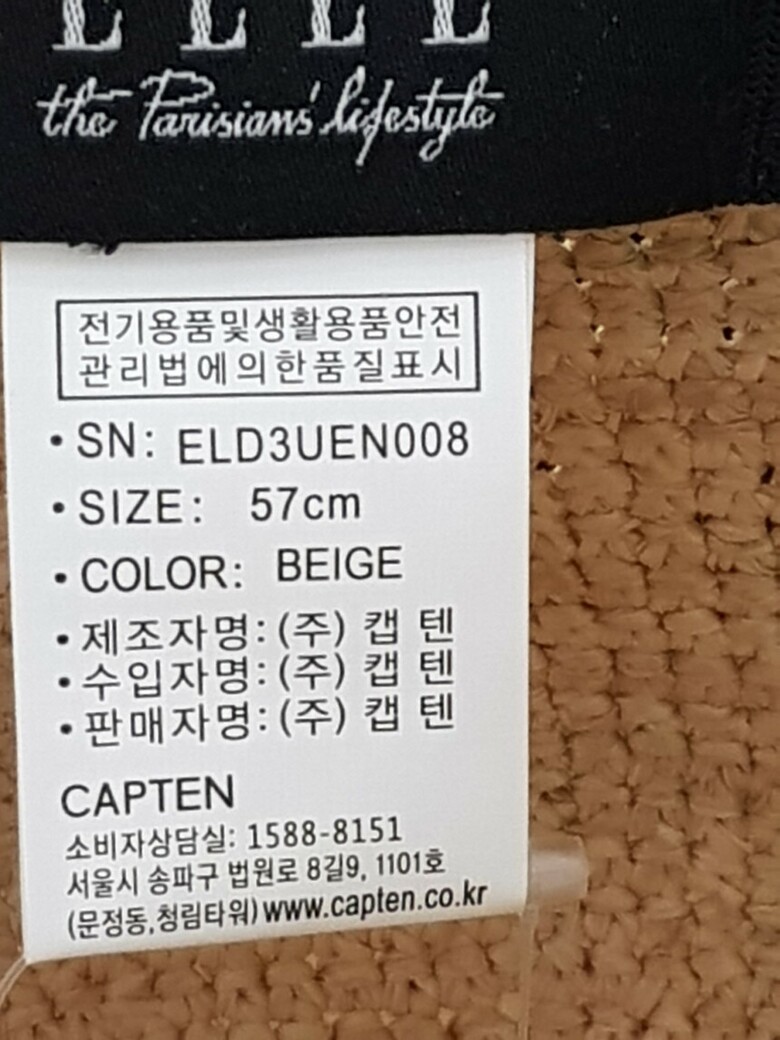 ELLE
the Parisians' lifestyle
전기용품및생활용품안전
관리법에의한품질표시
• SN: ELD3UEN008
• SIZE: 57cm
• COLOR: BEIGE
• 제조자명: (주) 캡 텐
• 수입자명: (주) 캡 텐
• 판매자명: (주) 캡 텐
CAPTEN
소비자상담실: 1588-8151
서울시 송파구 법원로 8길9, 1101호
(문정동,청림타워) www.capten.co.kr